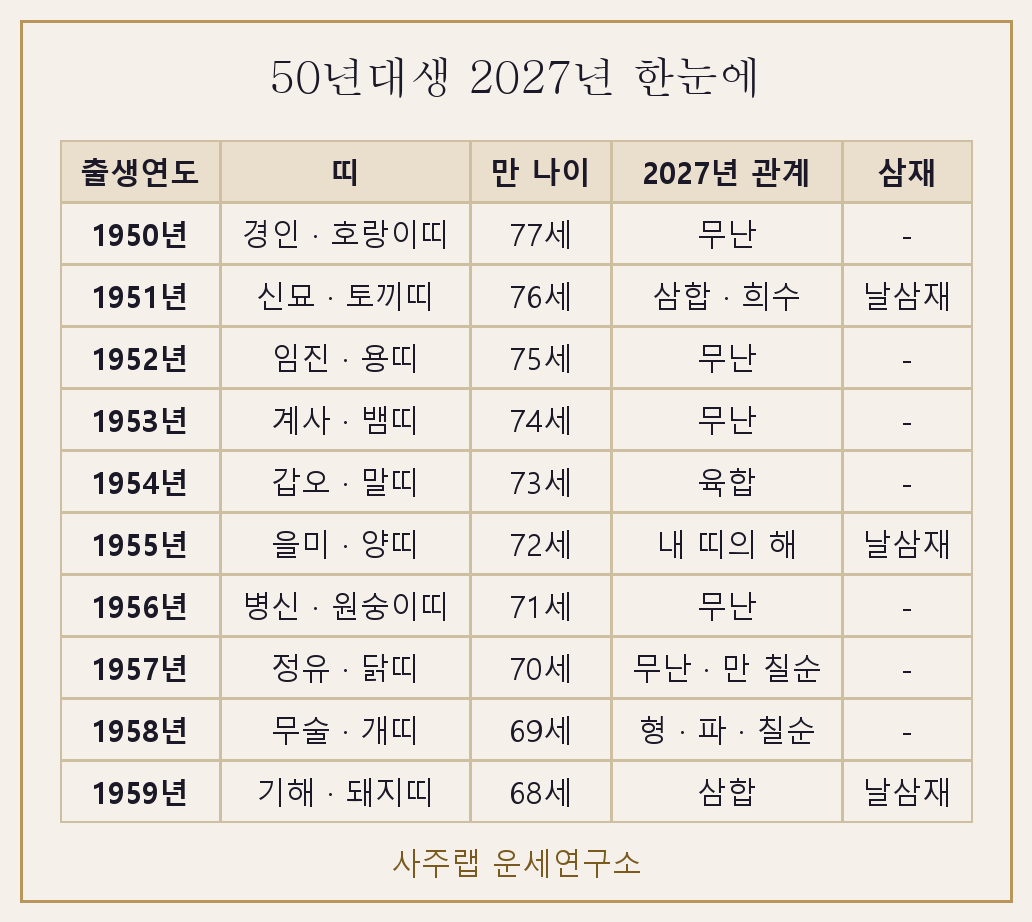 50년대생 2027년 한눈에
출생연도 띠 만 나이 2027년 관계 삼재
1950년 경인 · 호랑이띠 77세 무난 -
1951년 신묘 · 토끼띠 76세 삼합 · 희수 날삼재
1952년 임진 · 용띠 75세 무난 -
1953년 계사 · 뱀띠 74세 무난 -
1954년 갑오 · 말띠 73세 육합 -
1955년 을미 · 양띠 72세 내 띠의 해 날삼재
1956년 병신 · 원숭이띠 71세 무난 -
1957년 정유 · 닭띠 70세 무난 · 만 칠순 -
1958년 무술 · 개띠 69세 형 · 파 · 칠순 -
1959년 기해 · 돼지띠 68세 삼합 날삼재
사주랩 운세연구소